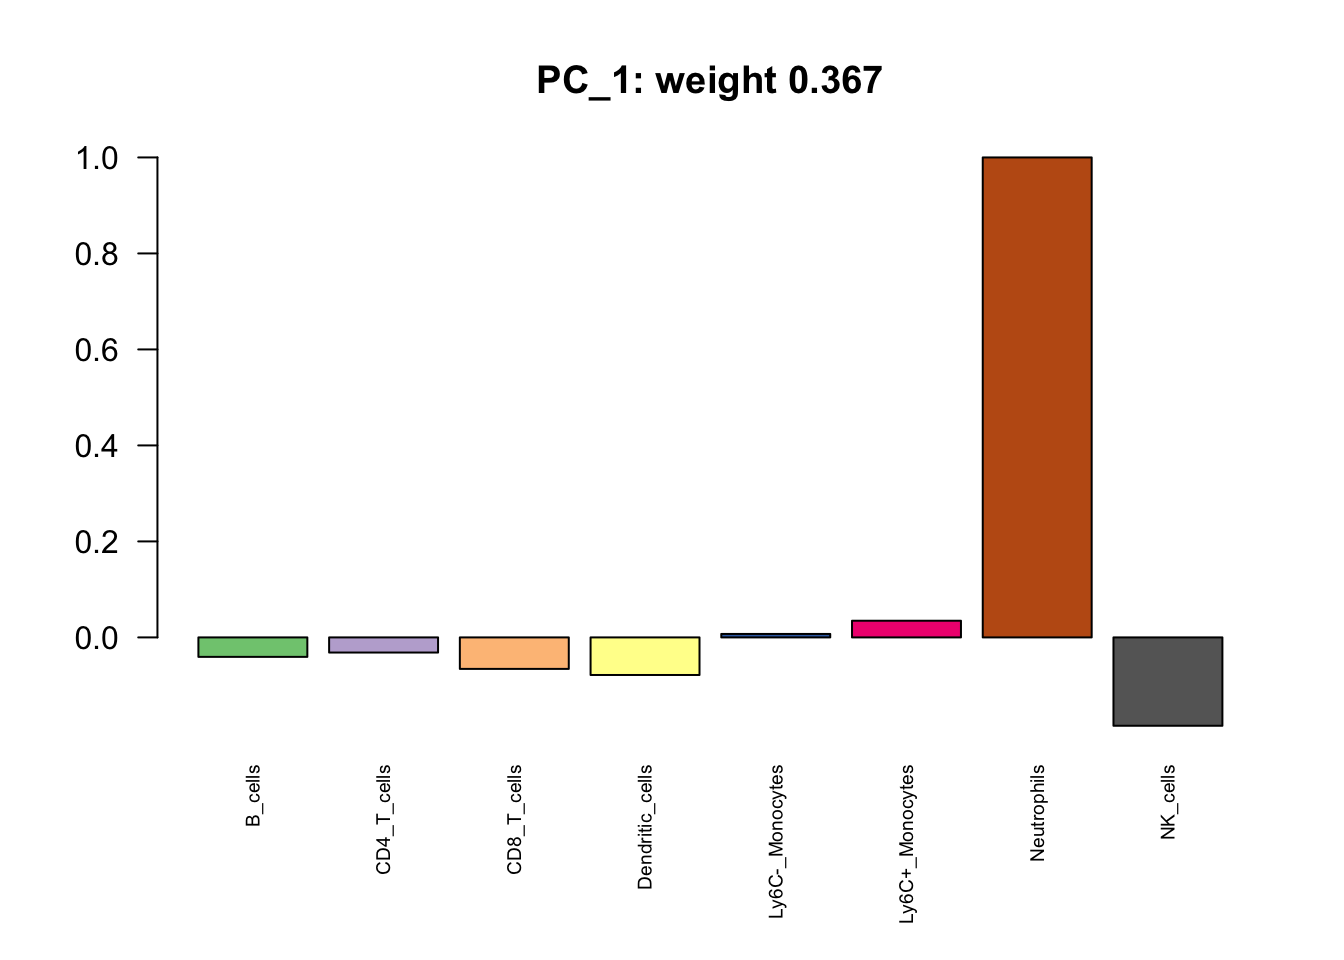 PC_1: weight 0.367
1.0
0.8
0.6
0.4
0.2
0.0
B_cells
CD4_T_cells
CD8_T_cells
Dendritic_cells
Ly6C-_Monocytes
Ly6C+_Monocytes
Neutrophils
NK_cells